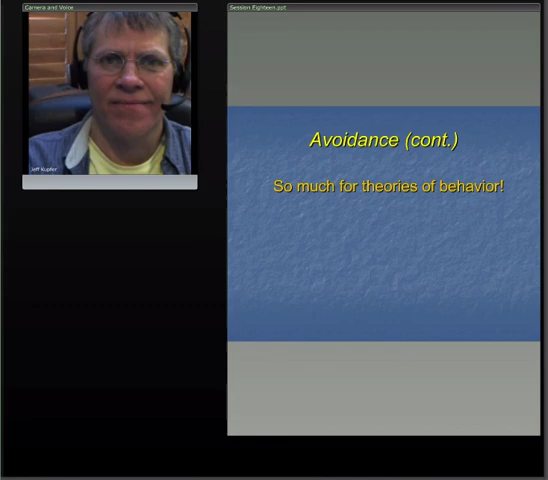 Camera and Voice
Session Eighteen.ppt
Jeff Kupfer
Avoidance (cont.)
So much for theories of behavior!